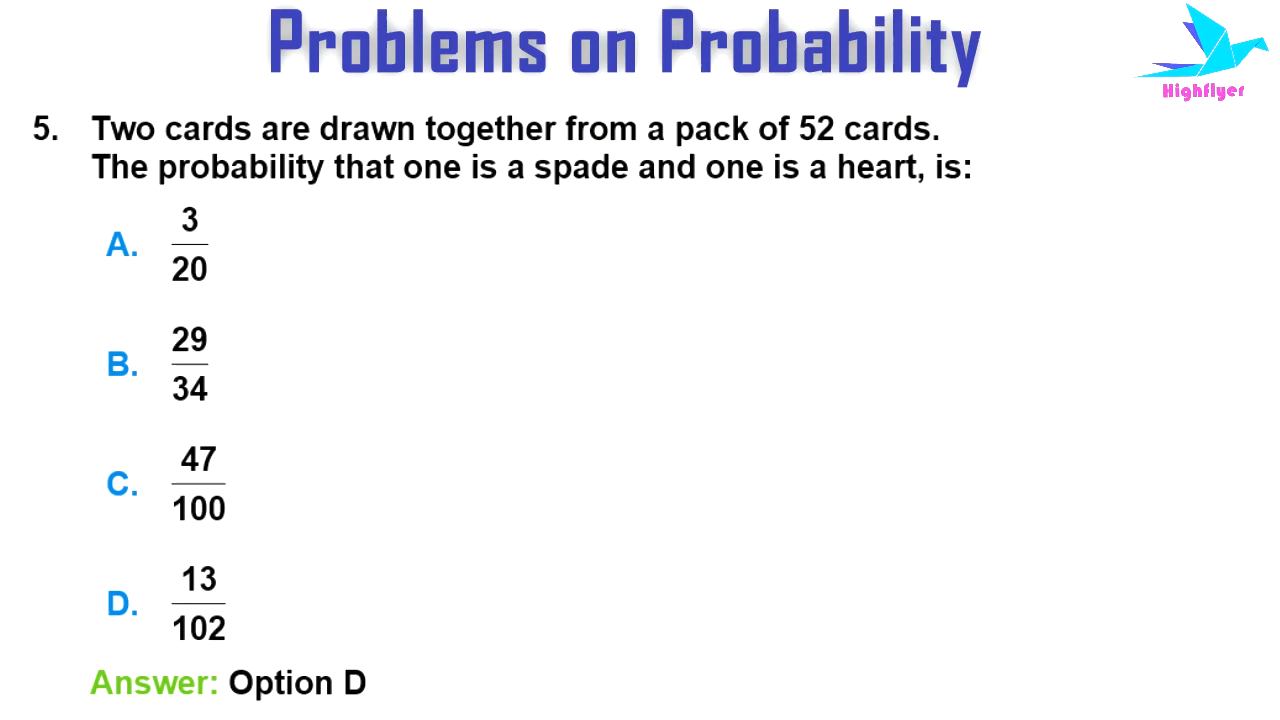 Problems on Probability
Highflyer
5. Two cards are drawn together from a pack of 52 cards.
The probability that one is a spade and one is a heart, is:
A. 3/20
B. 29/34
C. 47/100
D. 13/102
Answer: Option D